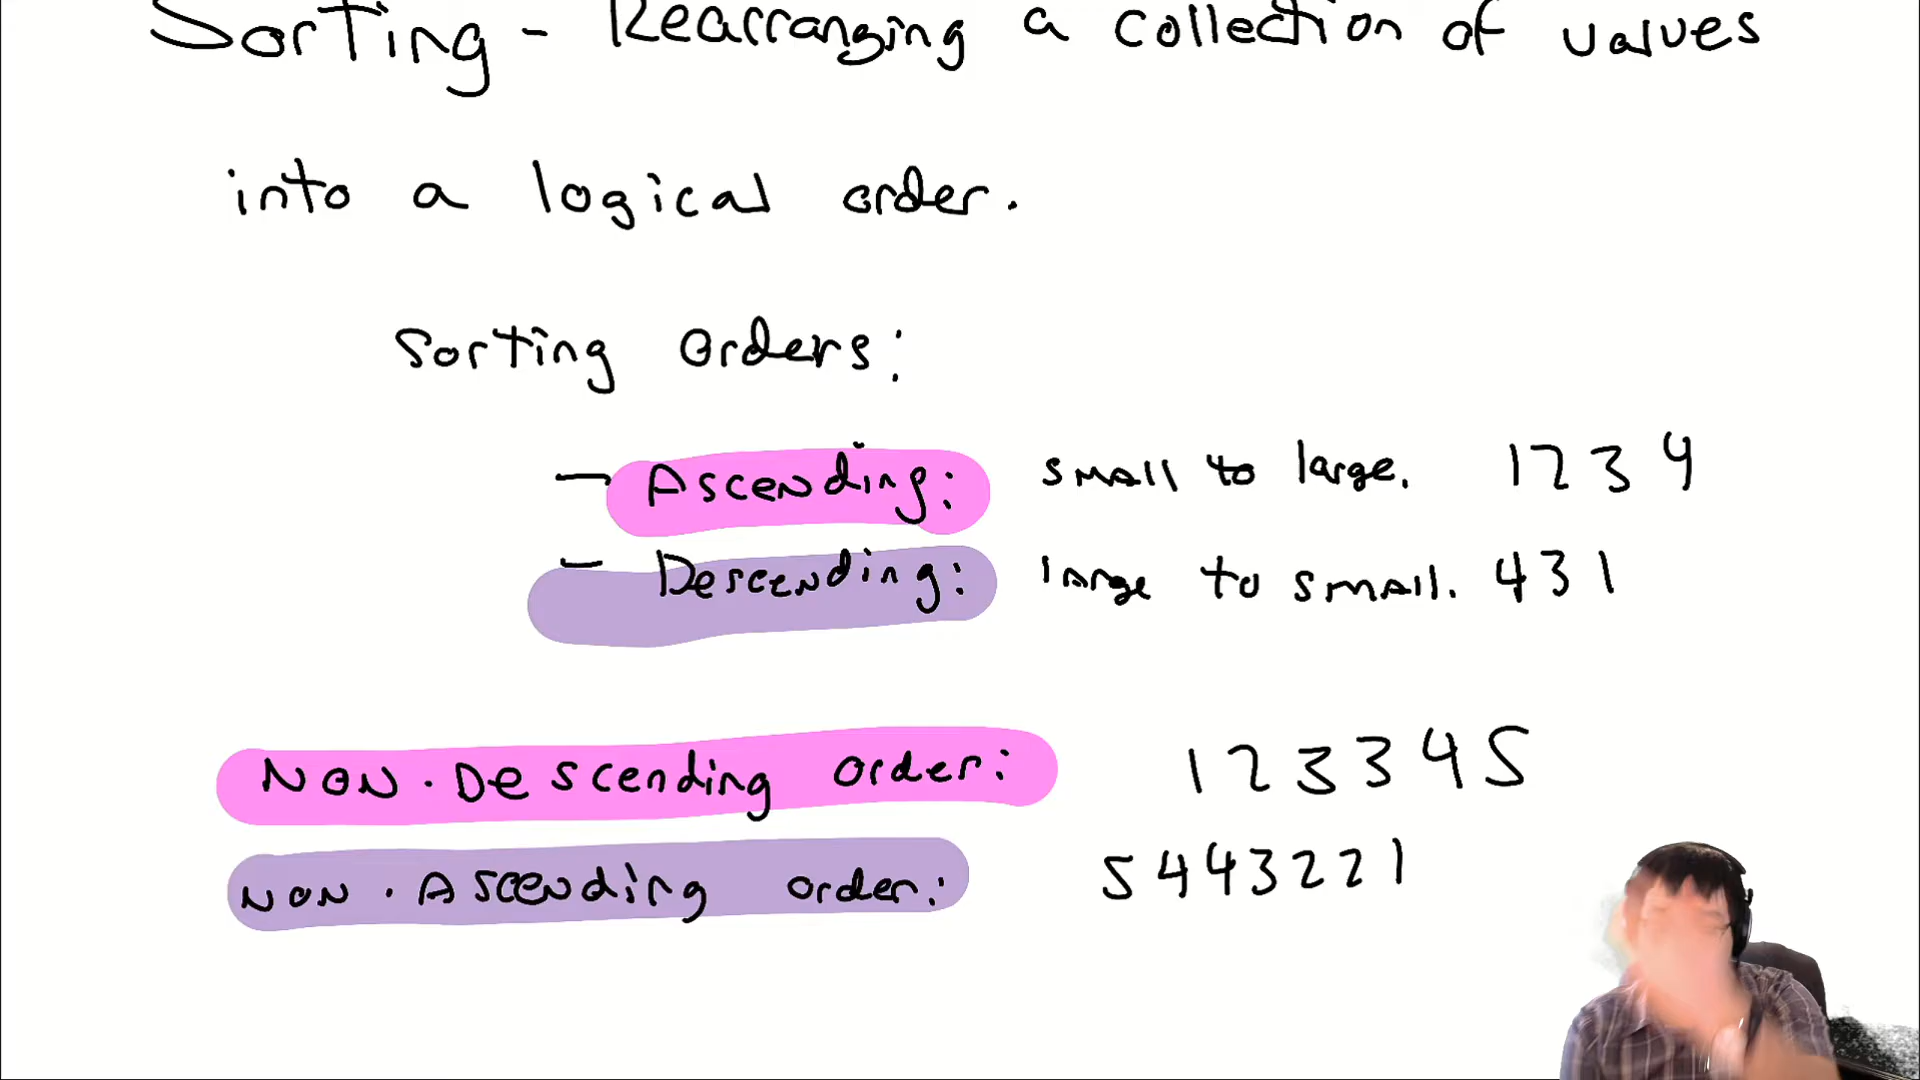 Sorting - Rearranging a collection of values
into a logical order.
Sorting orders:
- Ascending: small to large. 1 2 3 4
- Descending: large to small. 4 3 1
Non-Descending order: 1 2 3 3 4 5
Non-Ascending order: 5 4 4 3 2 2 1